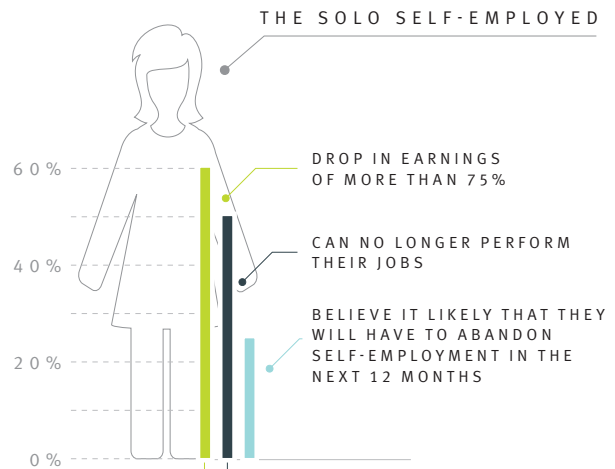 THE SOLO SELF-EMPLOYED
60%
DROP IN EARNINGS
OF MORE THAN 75%
CAN NO LONGER PERFORM
THEIR JOBS
40%
BELIEVE IT LIKELY THAT THEY
WILL HAVE TO ABANDON
SELF-EMPLOYMENT IN THE
NEXT 12 MONTHS
20%
0%